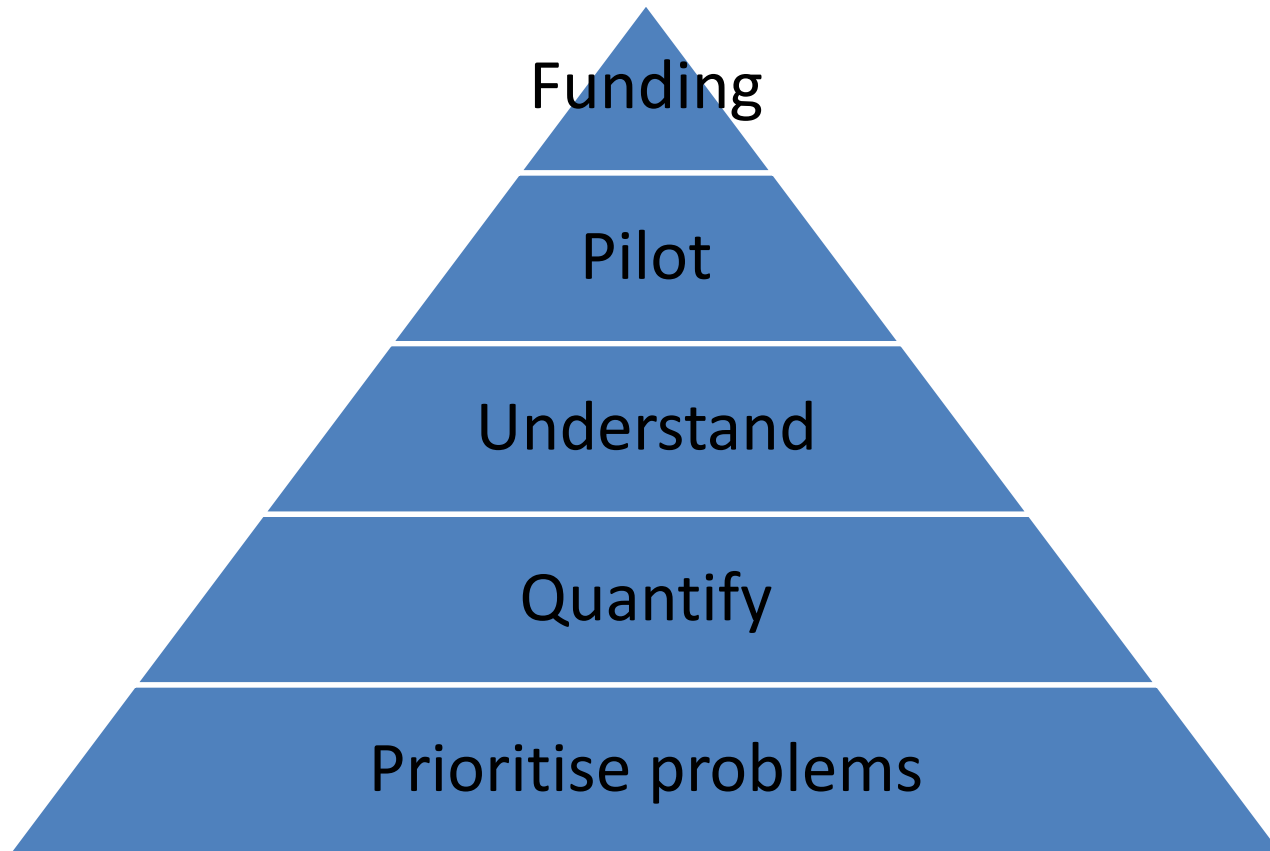 Funding
Pilot
Understand
Quantify
Prioritise problems